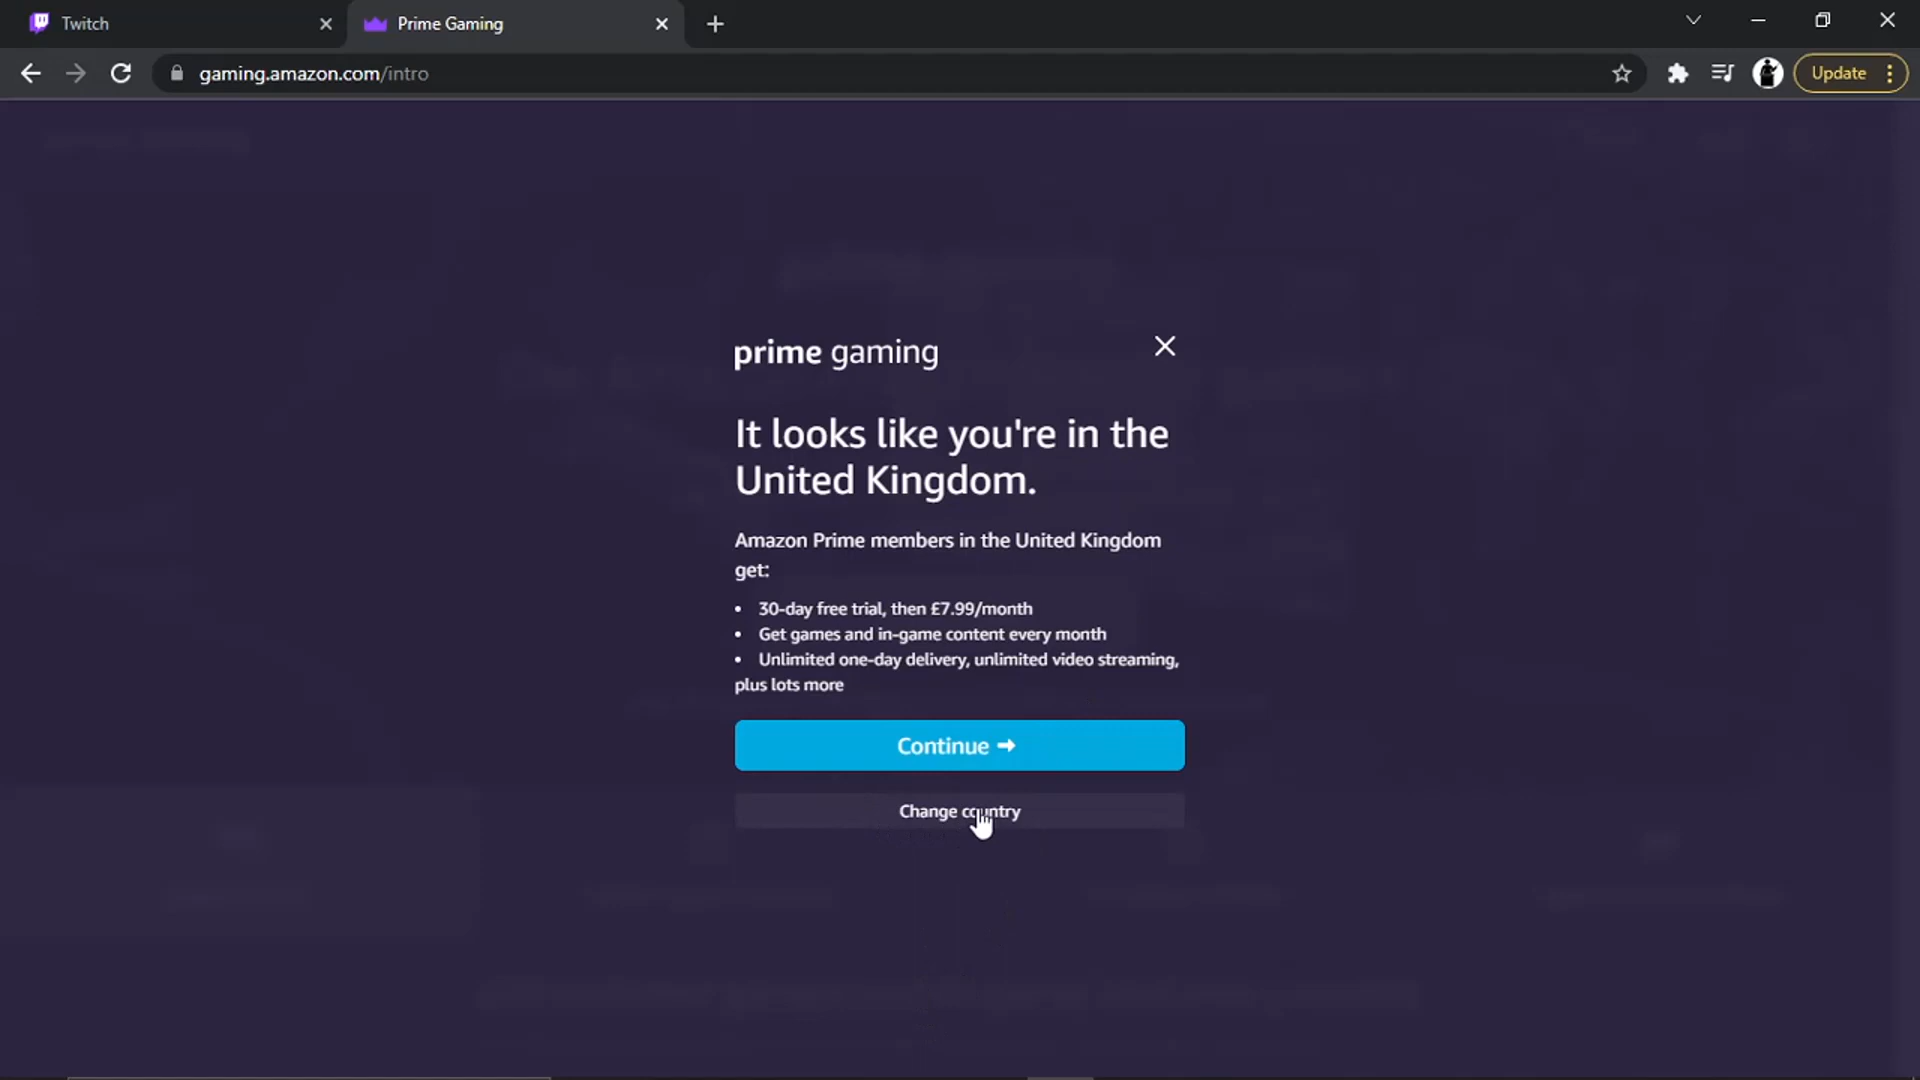 Twitch
Prime Gaming
gaming.amazon.com/intro
Update
prime gaming
It looks like you're in the
United Kingdom.
Amazon Prime members in the United Kingdom
get:
• 30-day free trial, then £7.99/month
• Get games and in-game content every month
• Unlimited one-day delivery, unlimited video streaming,
plus lots more
Continue ➜
Change country